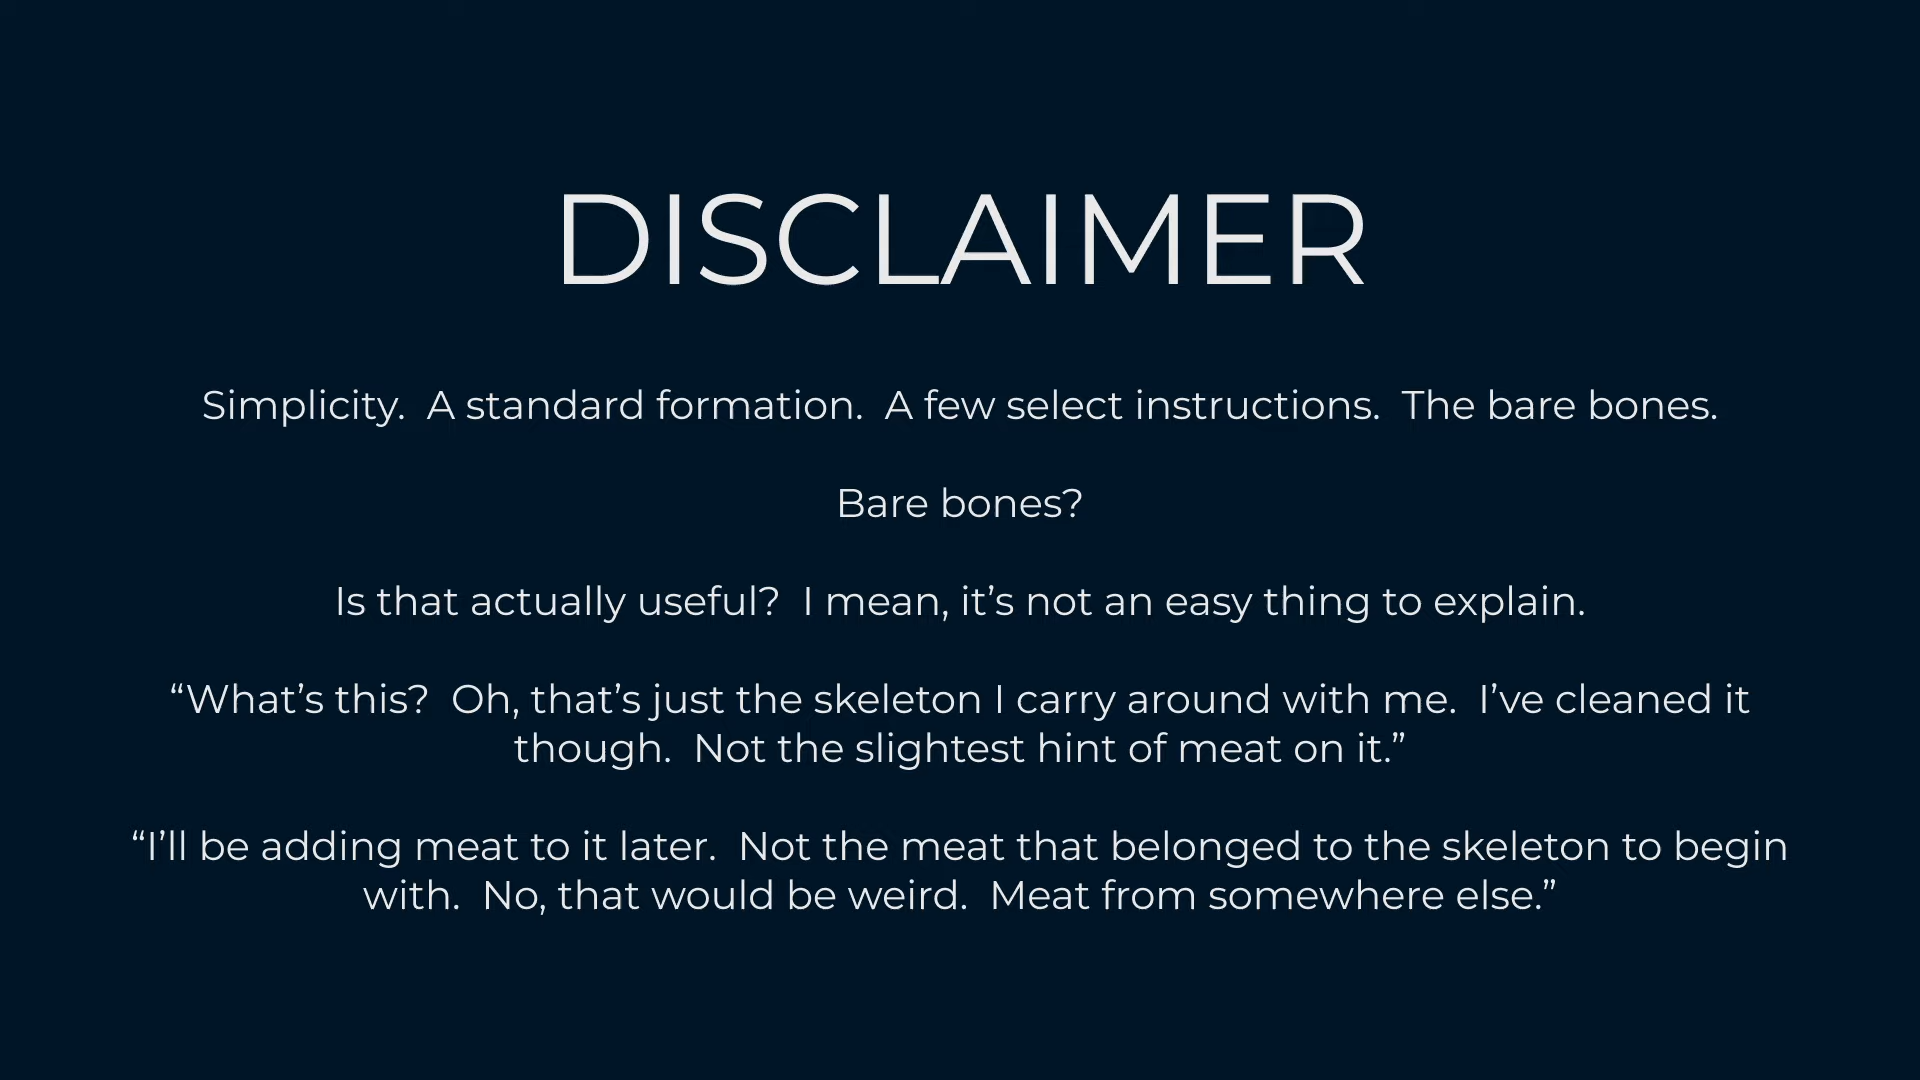 DISCLAIMER
Simplicity.  A standard formation.  A few select instructions.  The bare bones.
Bare bones?
Is that actually useful?  I mean, it’s not an easy thing to explain.
“What’s this?  Oh, that’s just the skeleton I carry around with me.  I’ve cleaned it
though.  Not the slightest hint of meat on it.”
“I’ll be adding meat to it later.  Not the meat that belonged to the skeleton to begin
with.  No, that would be weird.  Meat from somewhere else.”